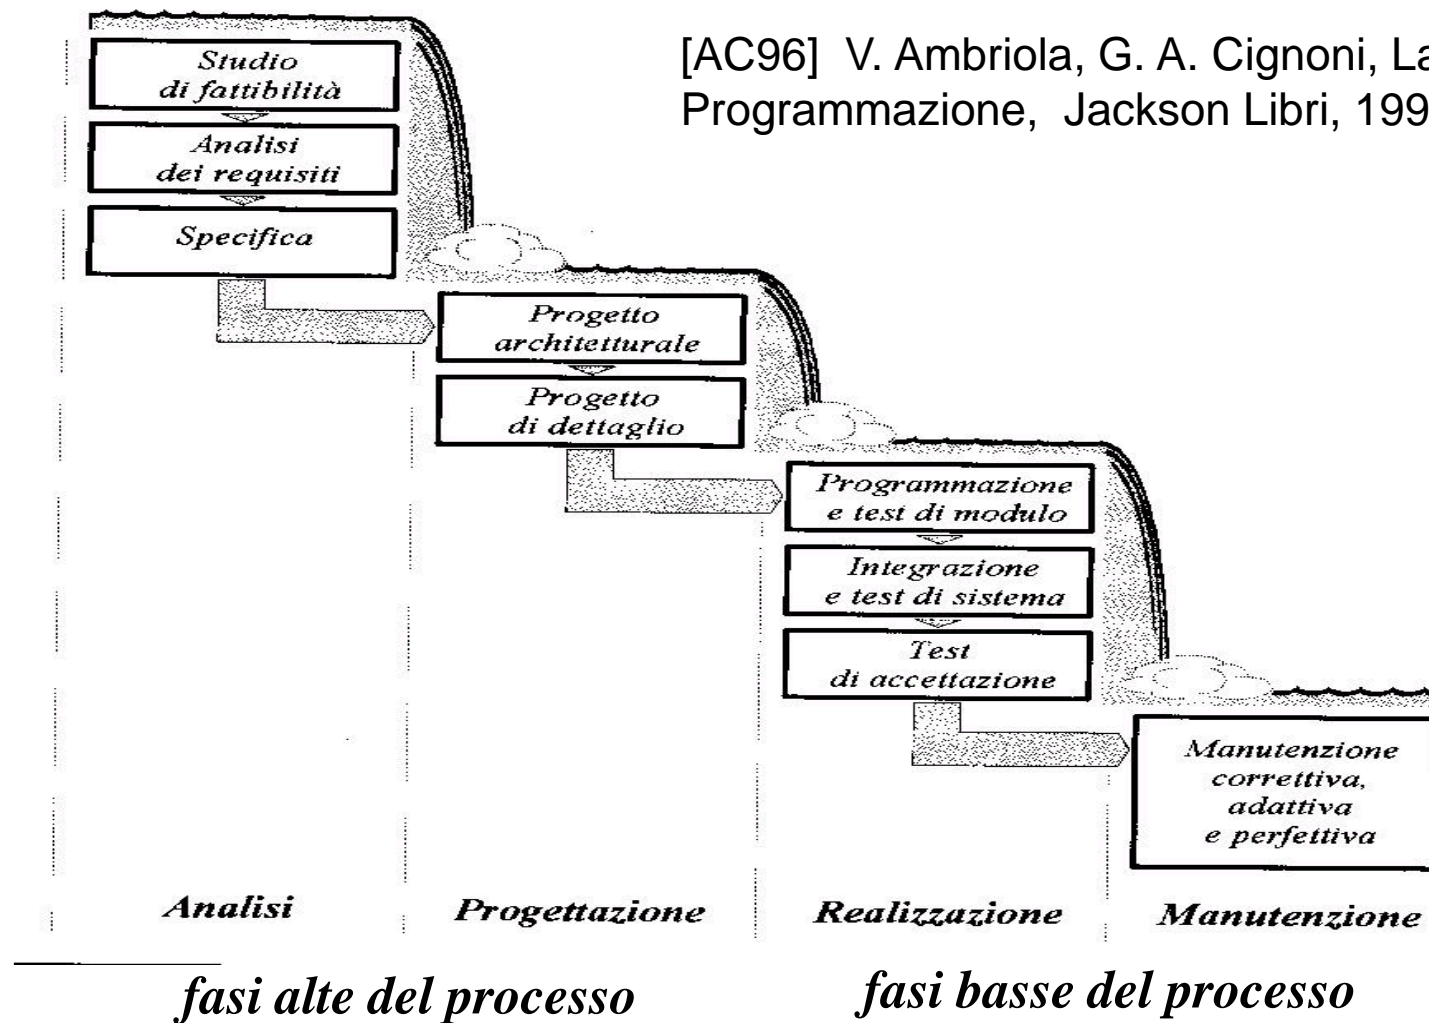 [AC96] V. Ambriola, G. A. Cignoni, La
Programmazione, Jackson Libri, 199
Studio
di fattibilità
Analisi
dei requisiti
Specifica
Progetto
architetturale
Progetto
di dettaglio
Programmazione
e test di modulo
Integrazione
e test di sistema
Test
di accettazione
Manutenzione
correttiva,
adattiva
e perfettiva
Analisi
Progettazione
Realizzazione
Manutenzione
fasi alte del processo
fasi basse del processo